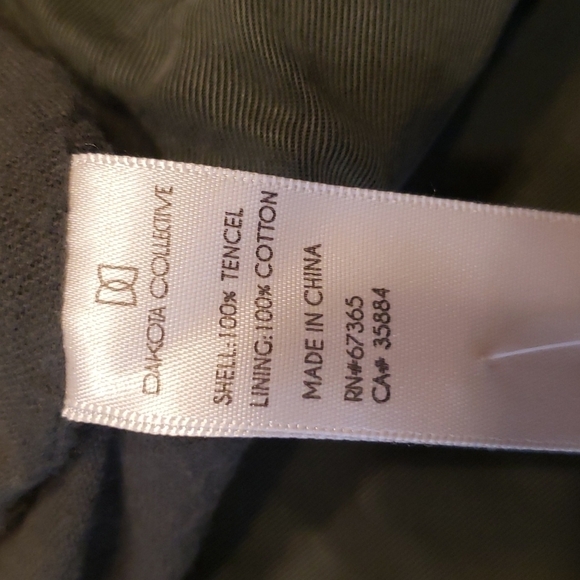 DAKOTA COLLECTIVE
SHELL:100% TENCEL
LINING:100% COTTON
MADE IN CHINA
RN#67365
CA# 35884